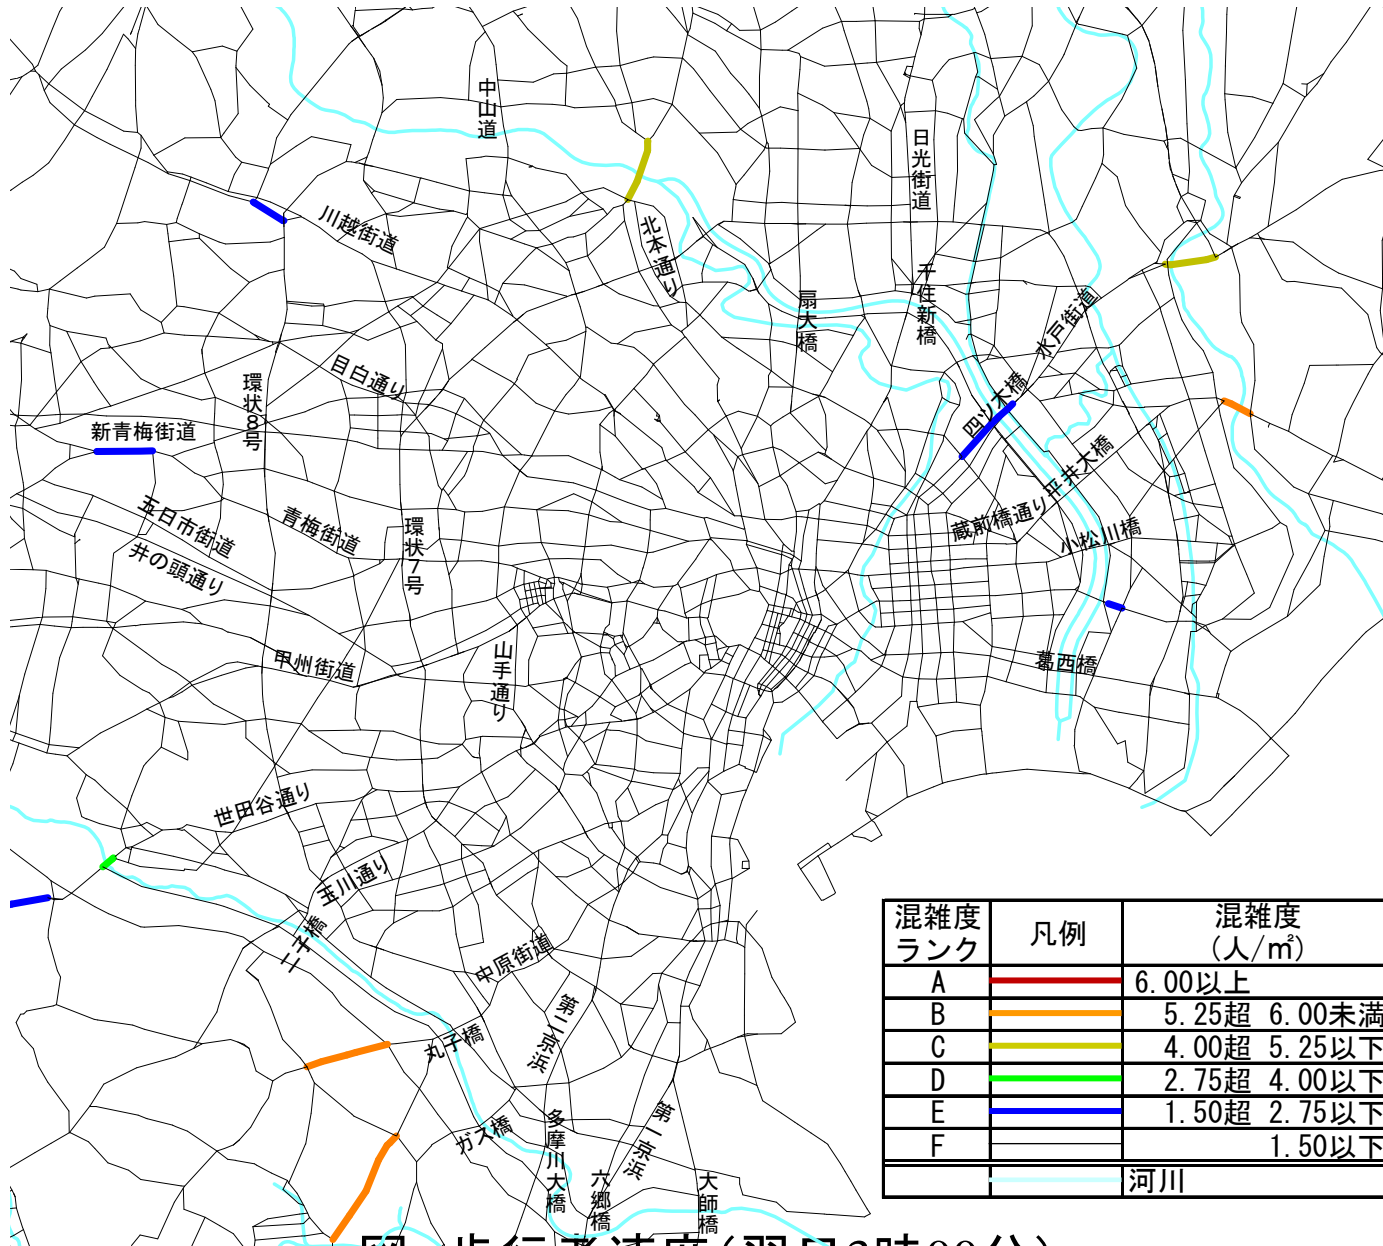 中山道
日光街道
川越街道
北本通り
千住新橋
扇大橋
水戸街道
目白通り
環状8号
四ツ木橋
新青梅街道
平井大橋
五日市街道
青梅街道
環状7号
蔵前橋通り
小松川橋
井の頭通り
甲州街道
山手通り
葛西橋
世田谷通り
玉川通り
二子橋
中原街道
第二京浜
丸子橋
ガス橋
多摩川大橋
第一京浜
六郷橋
大師橋
混雑度ランク 凡例 混雑度(人/㎡)
A 6.00以上
B 5.25超 6.00未満
C 4.00超 5.25以下
D 2.75超 4.00以下
E 1.50超 2.75以下
F 1.50以下
河川